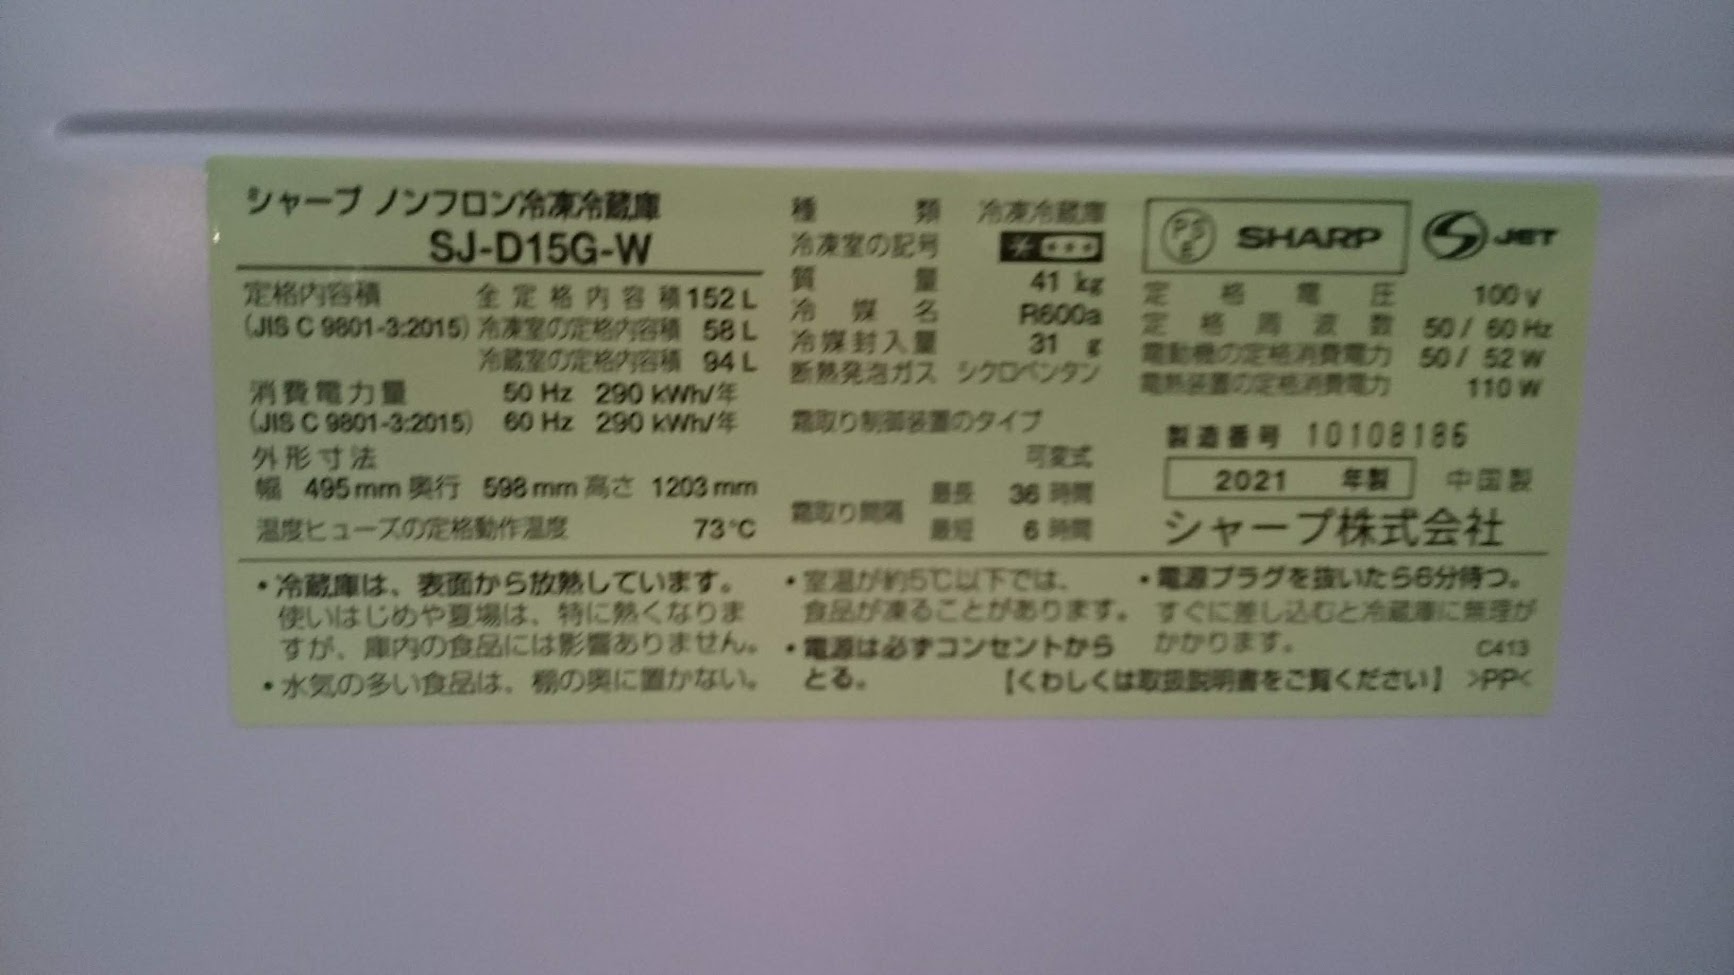 シャープ ノンフロン冷凍冷蔵庫
SJ-D15G-W
定格内容積 全定格内容積 152 L
(JIS C 9801-3:2015) 冷凍室の定格内容積 58 L
冷蔵室の定格内容積 94 L
消費電力量 50 Hz 290 kWh/年
(JIS C 9801-3:2015) 60 Hz 290 kWh/年
外形寸法
幅 495 mm 奥行 598 mm 高さ 1203 mm
温度ヒューズの定格動作温度 73℃
種類 冷凍冷蔵庫
冷凍室の記号
質量 41 kg
冷媒名 R600a
冷媒封入量 31 g
断熱発泡ガス シクロペンタン
霜取り制御装置のタイプ
可変式
霜取り間隔 最長 36 時間
最短 6 時間
PSE SHARP JET
定格電圧 100 V
定格周波数 50 / 60 Hz
電動機の定格消費電力 50 / 52 W
電熱装置の定格消費電力 110 W
製造番号 10108186
2021 年製 中国製
シャープ株式会社
・冷蔵庫は、表面から放熱しています。
使いはじめや夏場は、特に熱くなりま
すが、庫内の食品には影響ありません。
・水気の多い食品は、棚の奥に置かない。
・室温が約5℃以下では、
食品が凍ることがあります。
・電源は必ずコンセントから
とる。
・電源プラグを抜いたら6分待つ。
すぐに差し込むと冷蔵庫に無理が
かかります。 C413
【くわしくは取扱説明書をご覧ください】 >PP<